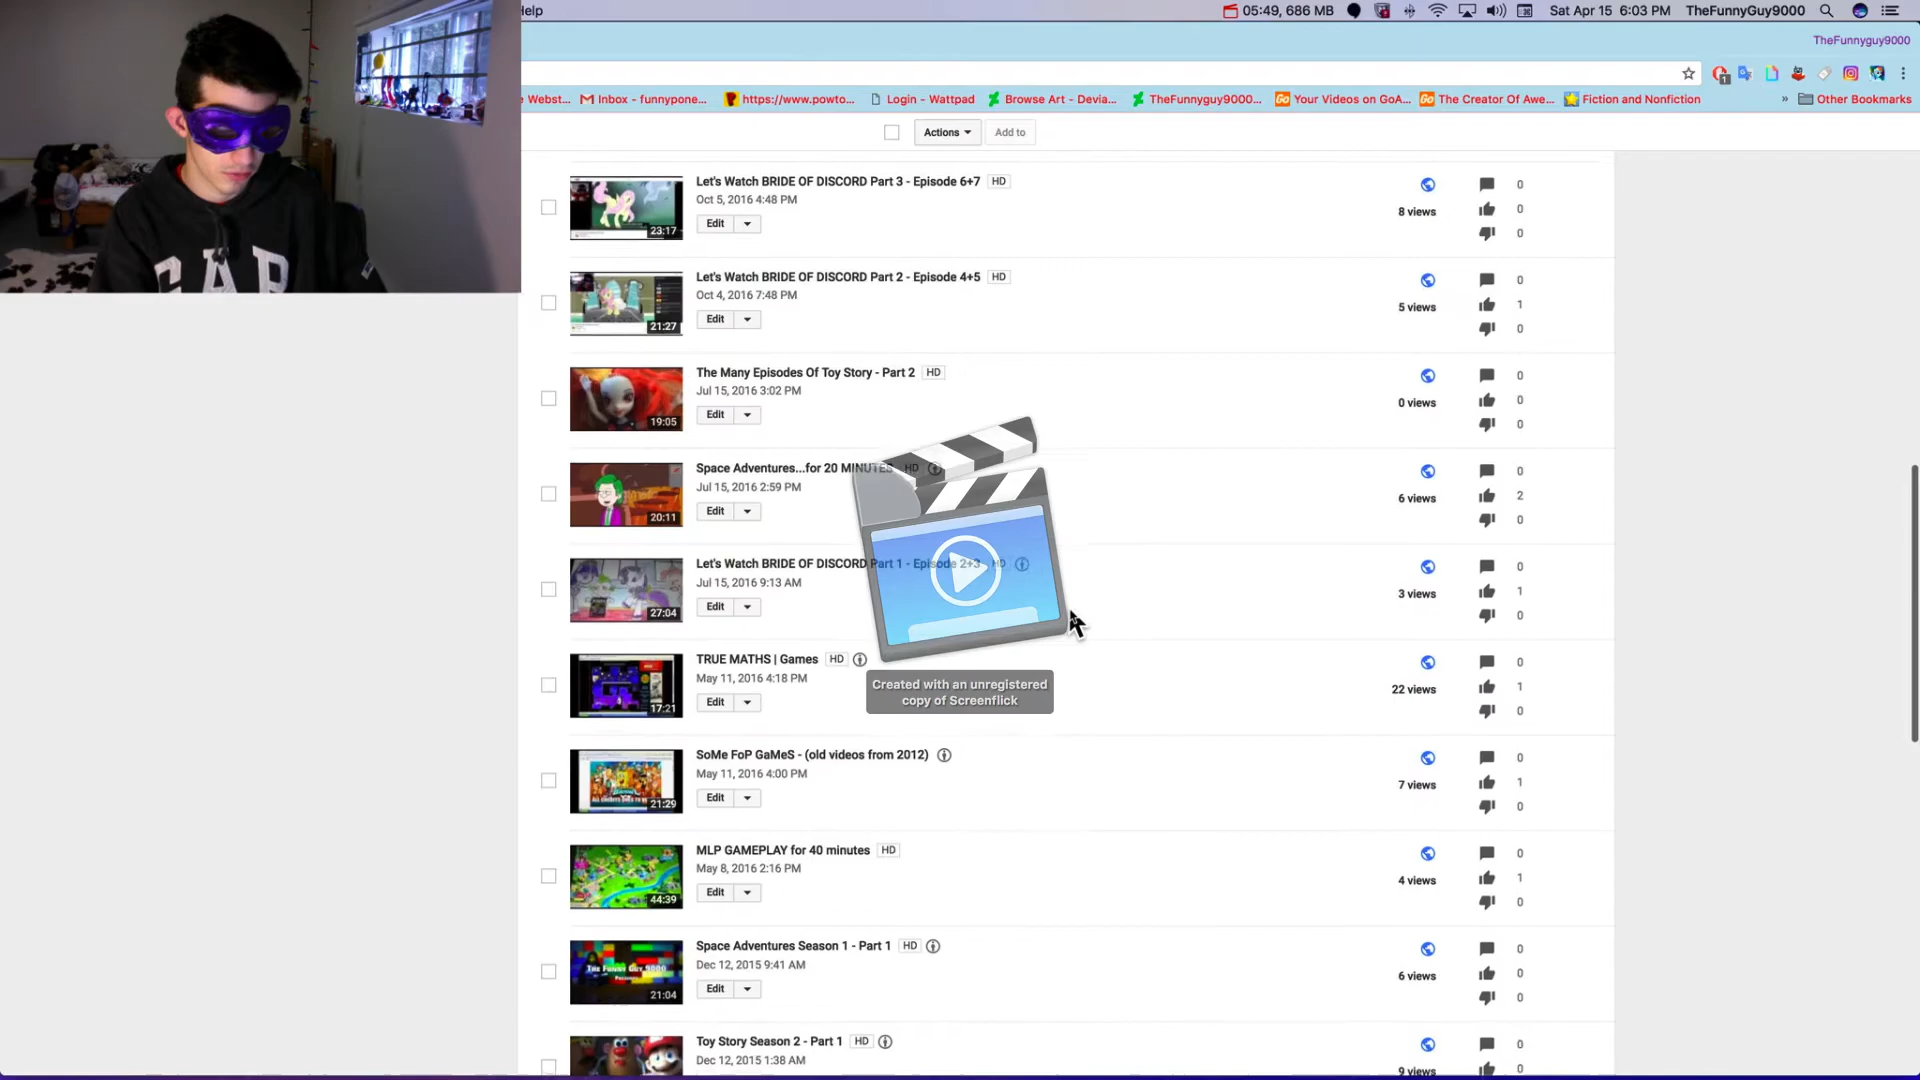 Help 05:49, 686 MB Sat Apr 15 6:03 PM TheFunnyGuy9000
TheFunnyguy9000
1
e Webst... Inbox - funnypone... https://www.powto... Login - Wattpad Browse Art - Devia... TheFunnyguy9000... Your Videos on GoA... The Creator Of Awe... Fiction and Nonfiction » Other Bookmarks
Actions Add to
Let's Watch BRIDE OF DISCORD Part 3 - Episode 6+7 HD 0
Oct 5, 2016 4:48 PM 8 views 0
23:17 Edit 0
Let's Watch BRIDE OF DISCORD Part 2 - Episode 4+5 HD 0
Oct 4, 2016 7:48 PM 5 views 1
21:27 Edit 0
The Many Episodes Of Toy Story - Part 2 HD 0
Jul 15, 2016 3:02 PM 0 views 0
19:05 Edit 0
Space Adventures...for 20 MINUTES HD 0
Jul 15, 2016 2:59 PM 6 views 2
20:11 Edit 0
Let's Watch BRIDE OF DISCORD Part 1 - Episode 2+3 HD 0
Jul 15, 2016 9:13 AM 3 views 1
27:04 Edit 0
TRUE MATHS | Games HD 0
May 11, 2016 4:18 PM 22 views 1
17:21 Edit 0
Created with an unregistered
copy of Screenflick
SoMe FoP GaMeS - (old videos from 2012) 0
May 11, 2016 4:00 PM 7 views 1
21:29 Edit 0
MLP GAMEPLAY for 40 minutes HD 0
May 8, 2016 2:16 PM 4 views 1
44:39 Edit 0
Space Adventures Season 1 - Part 1 HD 0
Dec 12, 2015 9:41 AM 6 views 0
THE FUNNY GUY 9000
21:04 Edit 0
Toy Story Season 2 - Part 1 HD 0
Dec 12, 2015 1:38 AM 9 views 0
GAP